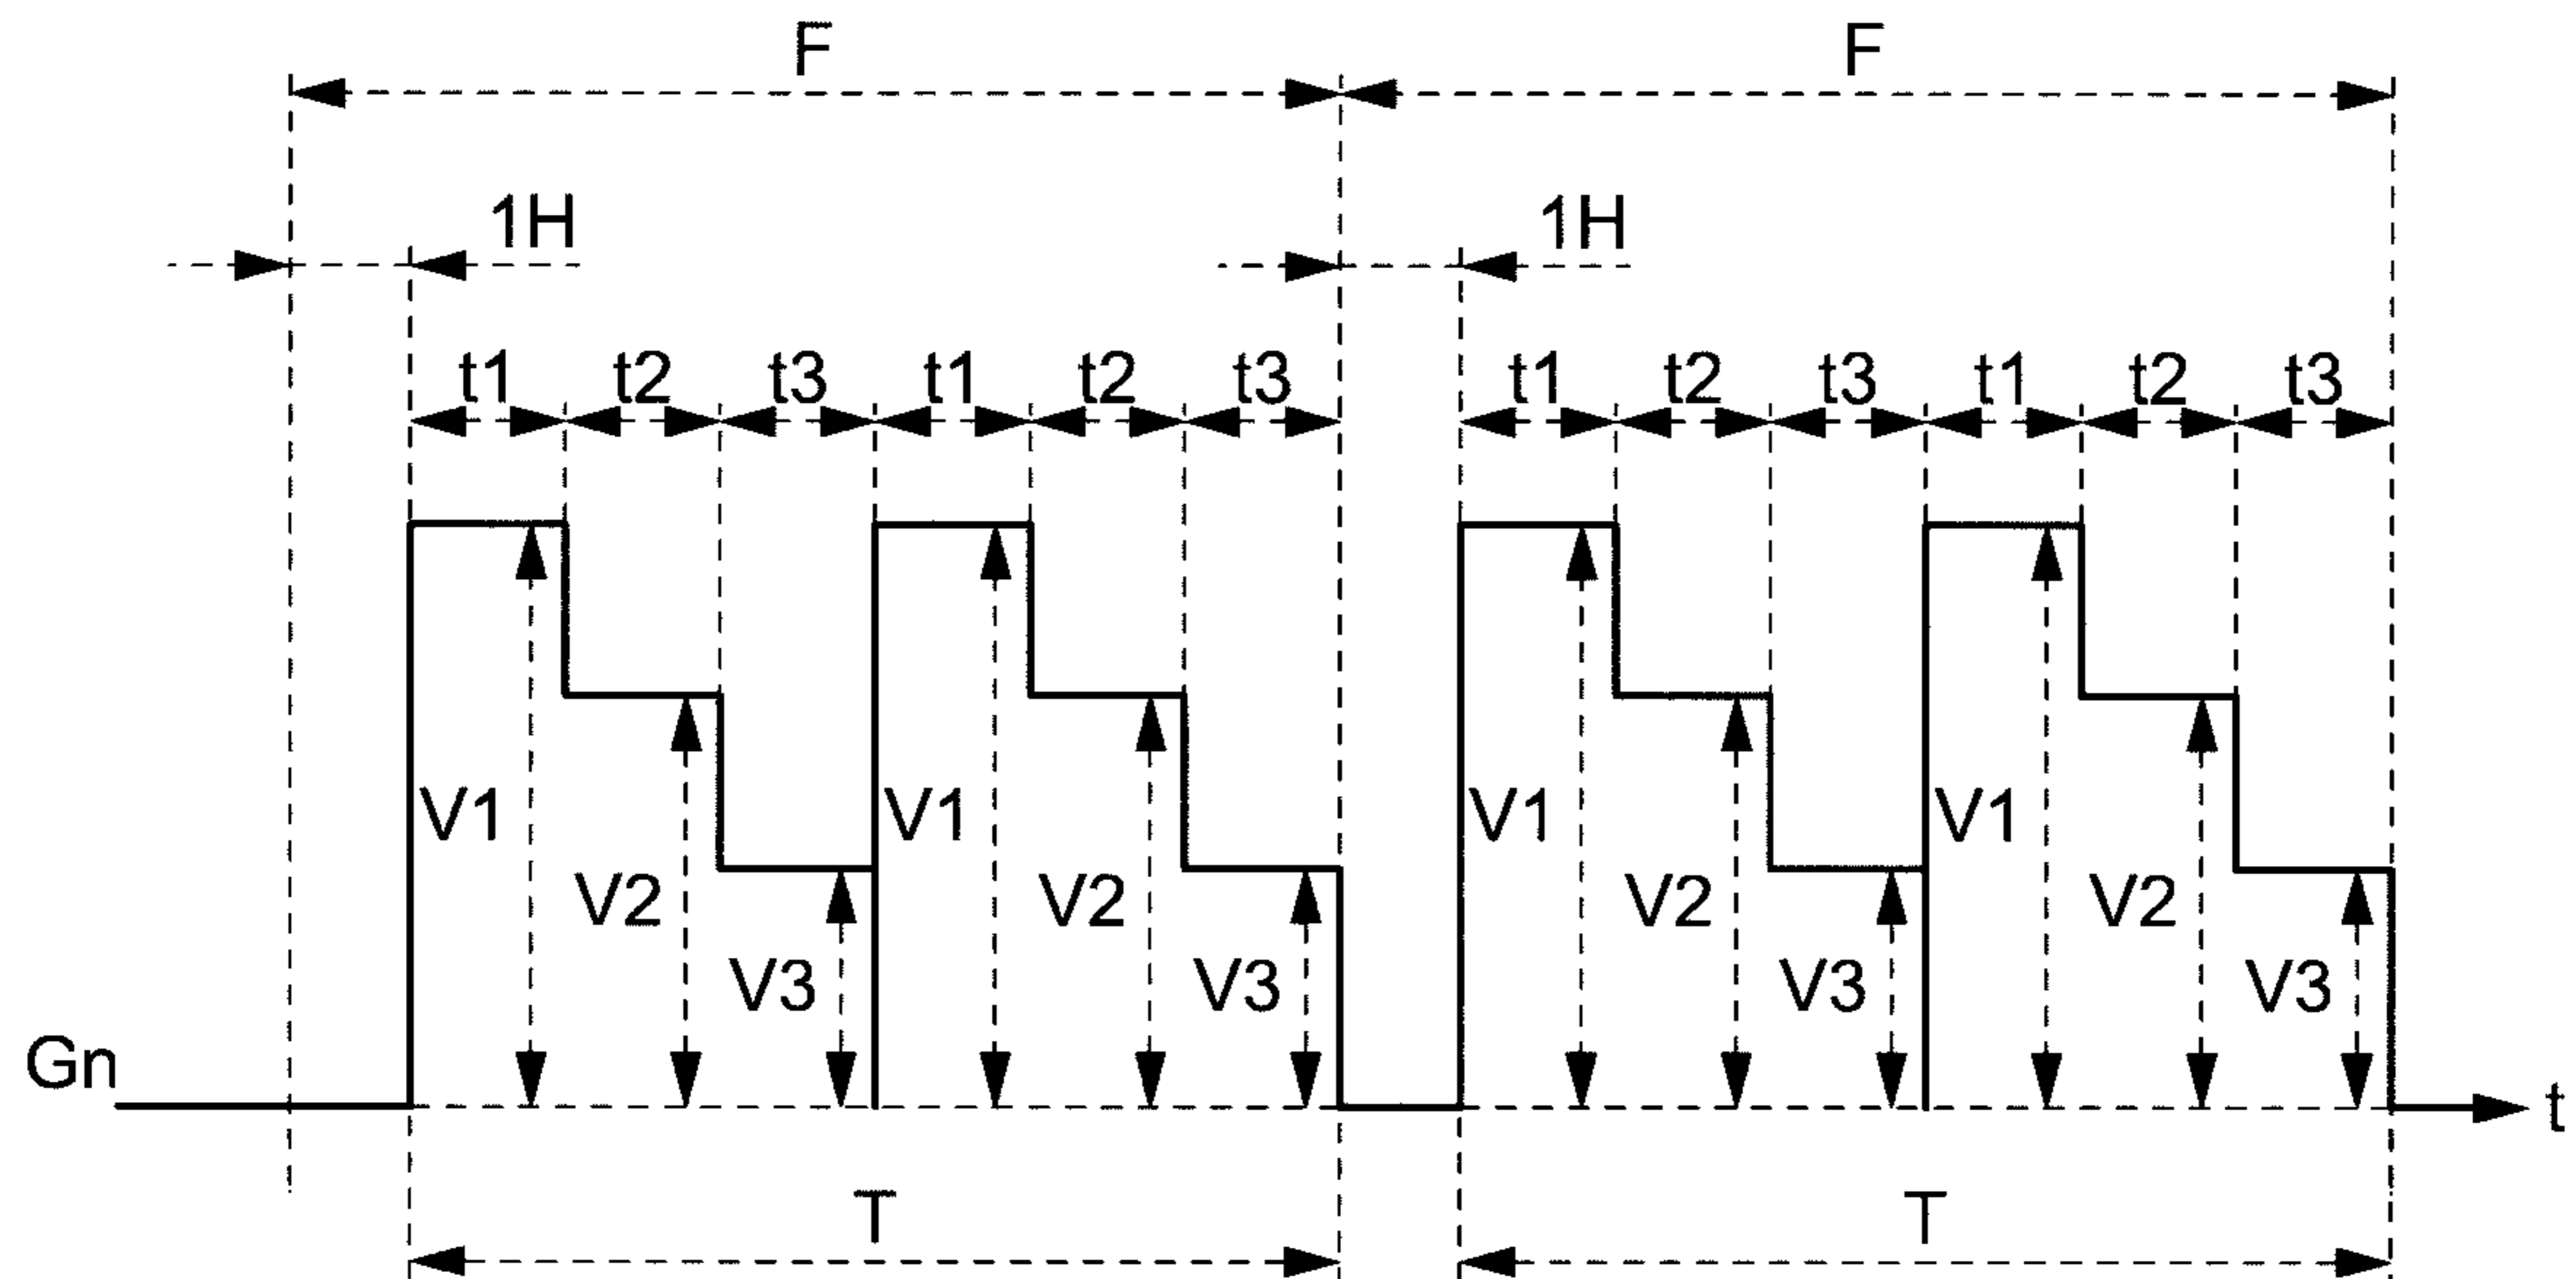 F F
1H 1H
t1 t2 t3 t1 t2 t3 t1 t2 t3 t1 t2 t3
V1 V1 V1 V1
V2 V2 V2 V2
V3 V3 V3 V3
Gn t
T T